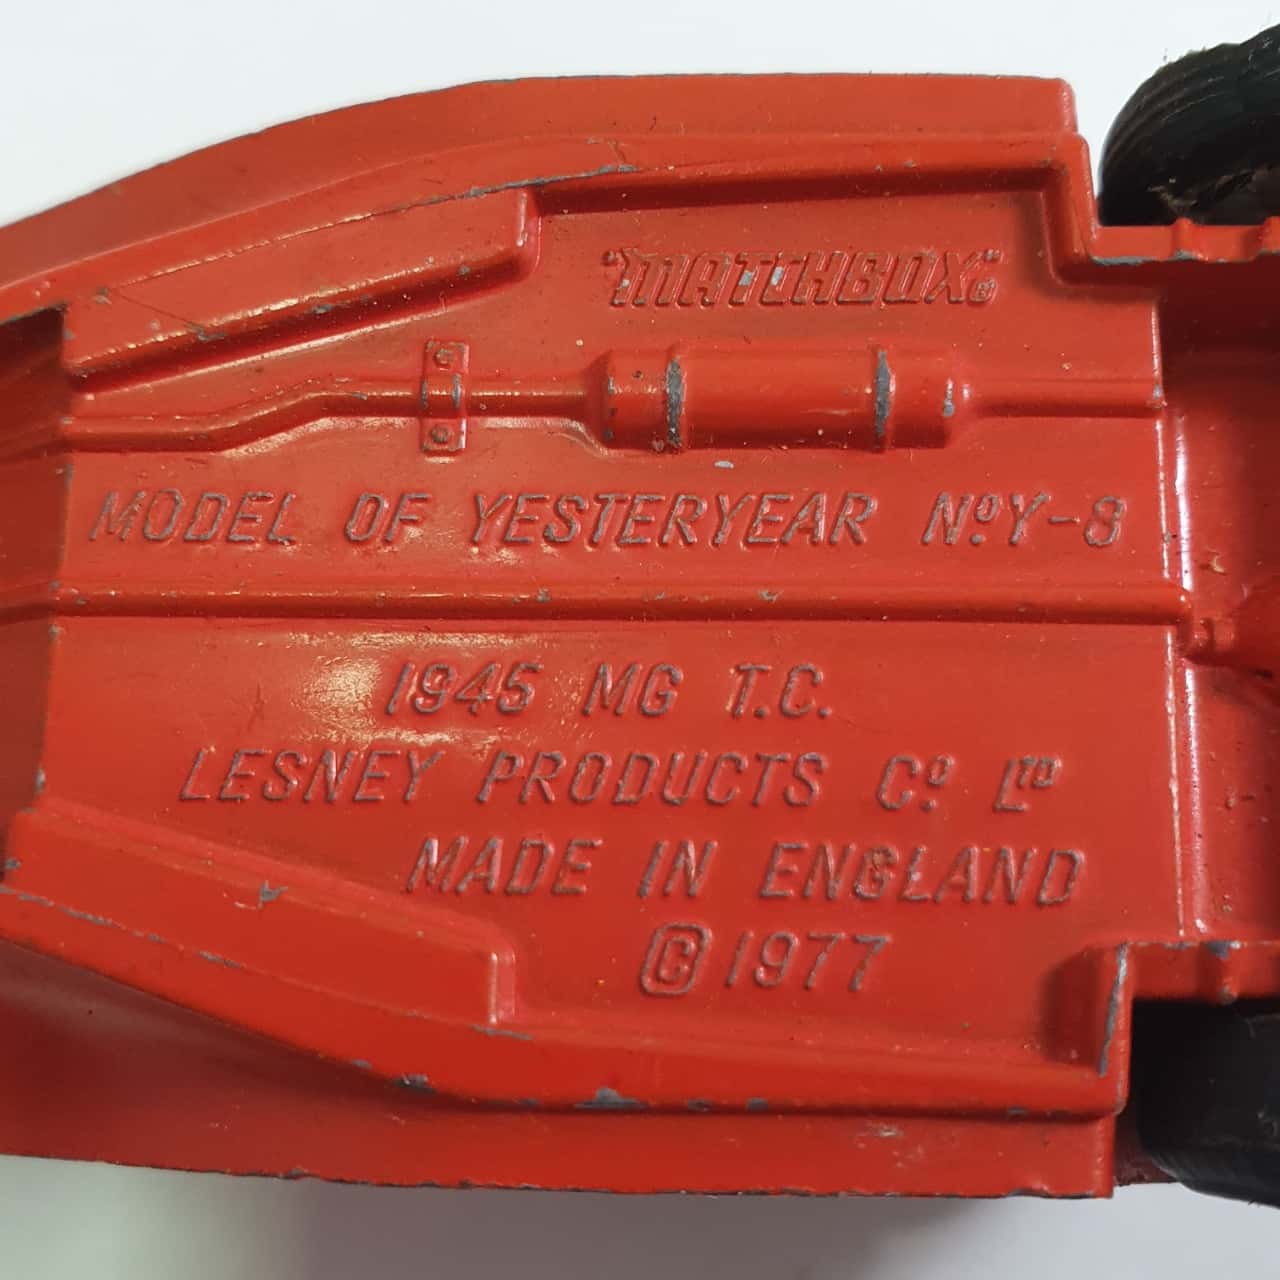 "MATCHBOX"®
MODEL OF YESTERYEAR Nº Y-8
1945 MG T.C.
LESNEY PRODUCTS Cº. LTD
MADE IN ENGLAND
© 1977